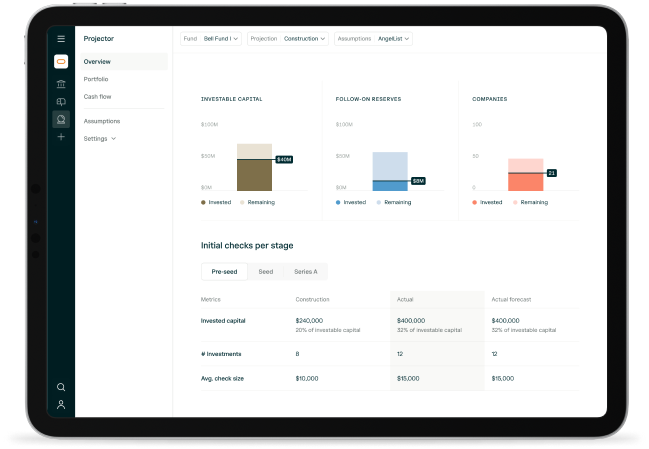 Projector
Fund Bell Fund I
Projection Construction
Assumptions AngelList
Overview
Portfolio
Cash flow
Assumptions
Settings
INVESTABLE CAPITAL
FOLLOW-ON RESERVES
COMPANIES
$100M
$50M
$0M
$40M
Invested Remaining
$100M
$50M
$0M
$8M
Invested Remaining
100
50
0
21
Invested Remaining
Initial checks per stage
Pre-seed Seed Series A
Metrics Construction Actual Actual forecast
Invested capital $240,000 $400,000 $400,000
20% of investable capital 32% of investable capital 32% of investable capital
# Investments 8 12 12
Avg. check size $10,000 $15,000 $15,000